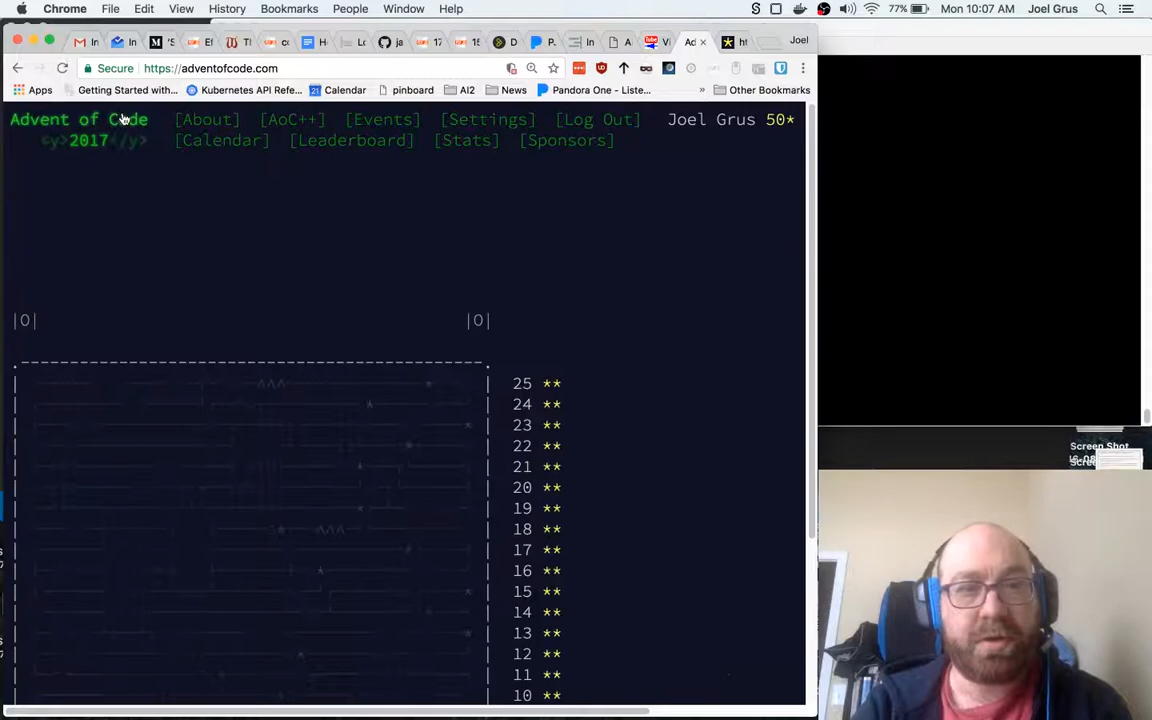 Chrome File Edit View History Bookmarks People Window Help 77% Mon 10:07 AM Joel Grus
Joel
Secure https://adventofcode.com
Apps Getting Started with... Kubernetes API Refe... Calendar pinboard AI2 News Pandora One - Liste... » Other Bookmarks
Advent of Code [About] [AoC++] [Events] [Settings] [Log Out] Joel Grus 50*
<y>2017</y> [Calendar] [Leaderboard] [Stats] [Sponsors]
|O| |O|
25 **
24 **
23 **
22 **
21 **
20 **
19 **
18 **
17 **
16 **
15 **
14 **
13 **
12 **
11 **
10 **
Screen Shot